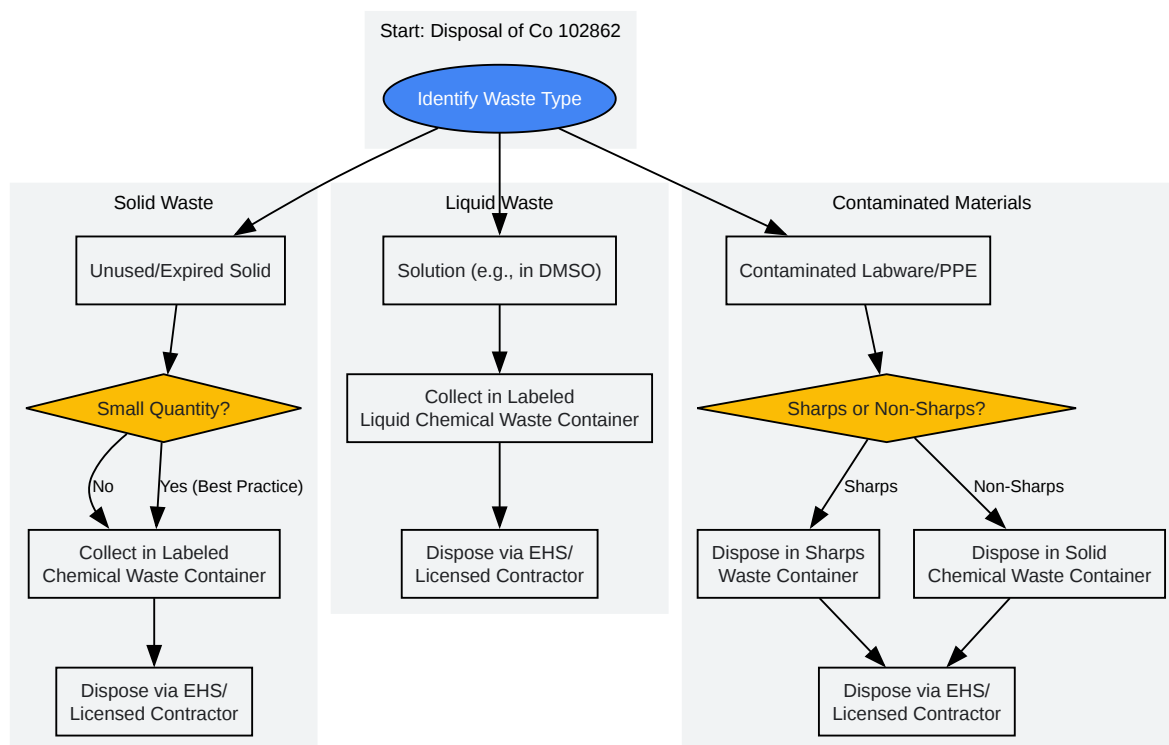 Start: Disposal of Co 102862
Identify Waste Type
Solid Waste
Unused/Expired Solid
Small Quantity?
No
Yes (Best Practice)
Collect in Labeled
Chemical Waste Container
Dispose via EHS/
Licensed Contractor
Liquid Waste
Solution (e.g., in DMSO)
Collect in Labeled
Liquid Chemical Waste Container
Dispose via EHS/
Licensed Contractor
Contaminated Materials
Contaminated Labware/PPE
Sharps or Non-Sharps?
Sharps
Non-Sharps
Dispose in Sharps
Waste Container
Dispose in Solid
Chemical Waste Container
Dispose via EHS/
Licensed Contractor